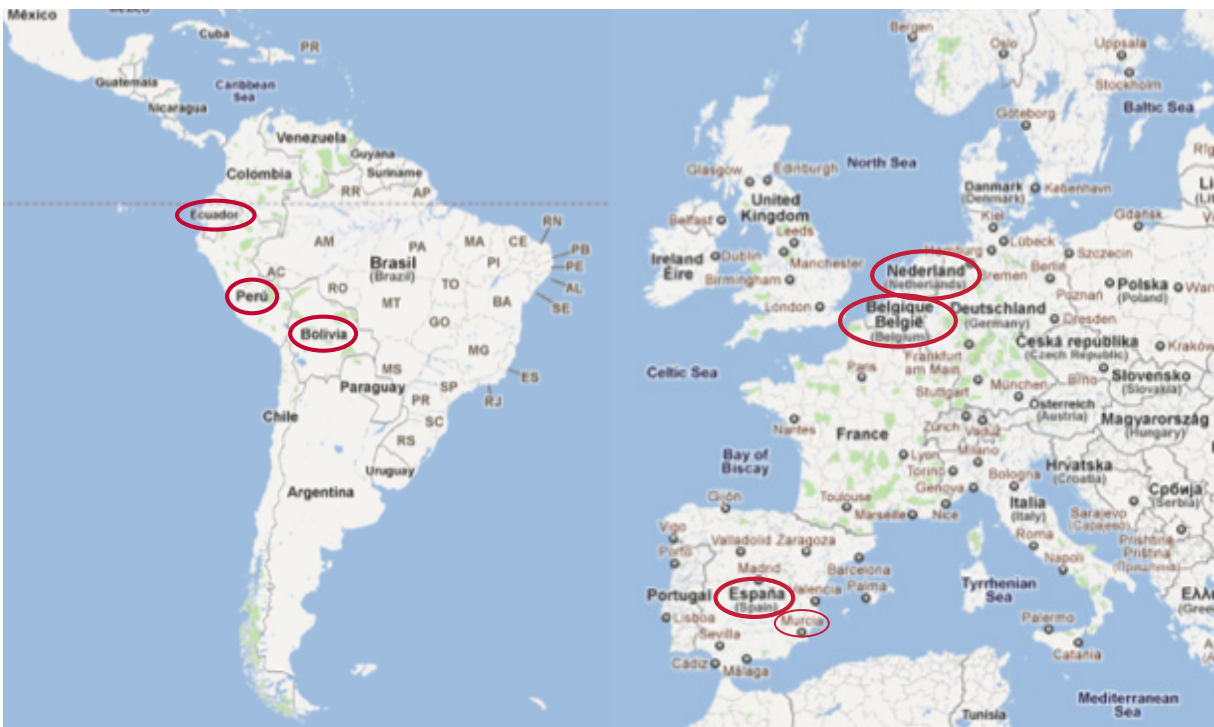 México
Cuba
PR
Guatemala
Caribbean
Sea
Nicaragua
Venezuela
Guyana
Suriname
Colombia
RR
AP
Ecuador
AM
PA
MA
CE
RN
PB
PE
AL
SE
PI
Brasil
(Brazil)
TO
AC
RO
MT
BA
Perú
GO
Bolivia
MG
MS
ES
SP
RJ
Paraguay
PR
SC
Chile
RS
Uruguay
Argentina
Bergen
Oslo
Uppsala
Stockholm
Göteborg
Baltic Sea
North Sea
Glasgow
Edinburgh
United
Kingdom
Danmark
(Denmark)
København
Belfast
Leeds
Kiel
Lübeck
Gdańsk
Ireland
Éire
Dublin
Manchester
Hamburg
Szczecin
Birmingham
Nederland
(Netherlands)
Bremen
Berlin
Poznań
Polska
(Poland)
London
Belgique
België
(Belgium)
Deutschland
(Germany)
Dresden
Celtic Sea
Paris
Frankfurt
am Main
Česká republika
(Czech Republic)
Kraków
Stuttgart
München
Brno
Slovensko
(Slovakia)
Nantes
France
Zürich
Vaduz
Österreich
(Austria)
Magyarország
(Hungary)
Bay of
Biscay
Lyon
Milano
Torino
Genova
Bologna
Hrvatska
(Croatia)
Србија
(Serbia)
Gijón
Toulouse
Marseille
Nice
Italia
(Italy)
Sarajevo
(Сарајево)
Vigo
Porto
Valladolid
Zaragoza
Roma
Prishtinë
Priština
(Приштина)
Madrid
Barcelona
Napoli
Portugal
España
(Spain)
Valencia
Palma
Tyrrhenian
Sea
Lisboa
Murcia
Sevilla
Palermo
Catania
Cádiz
Málaga
Mediterranean
Sea
Tunisia